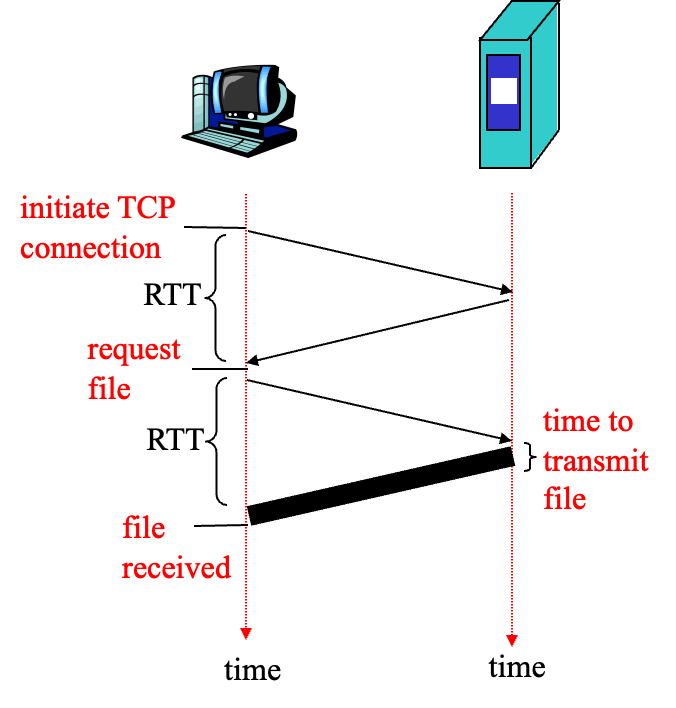 initiate TCP
connection
RTT
request
file
RTT
time to
transmit
file
file
received
time
time